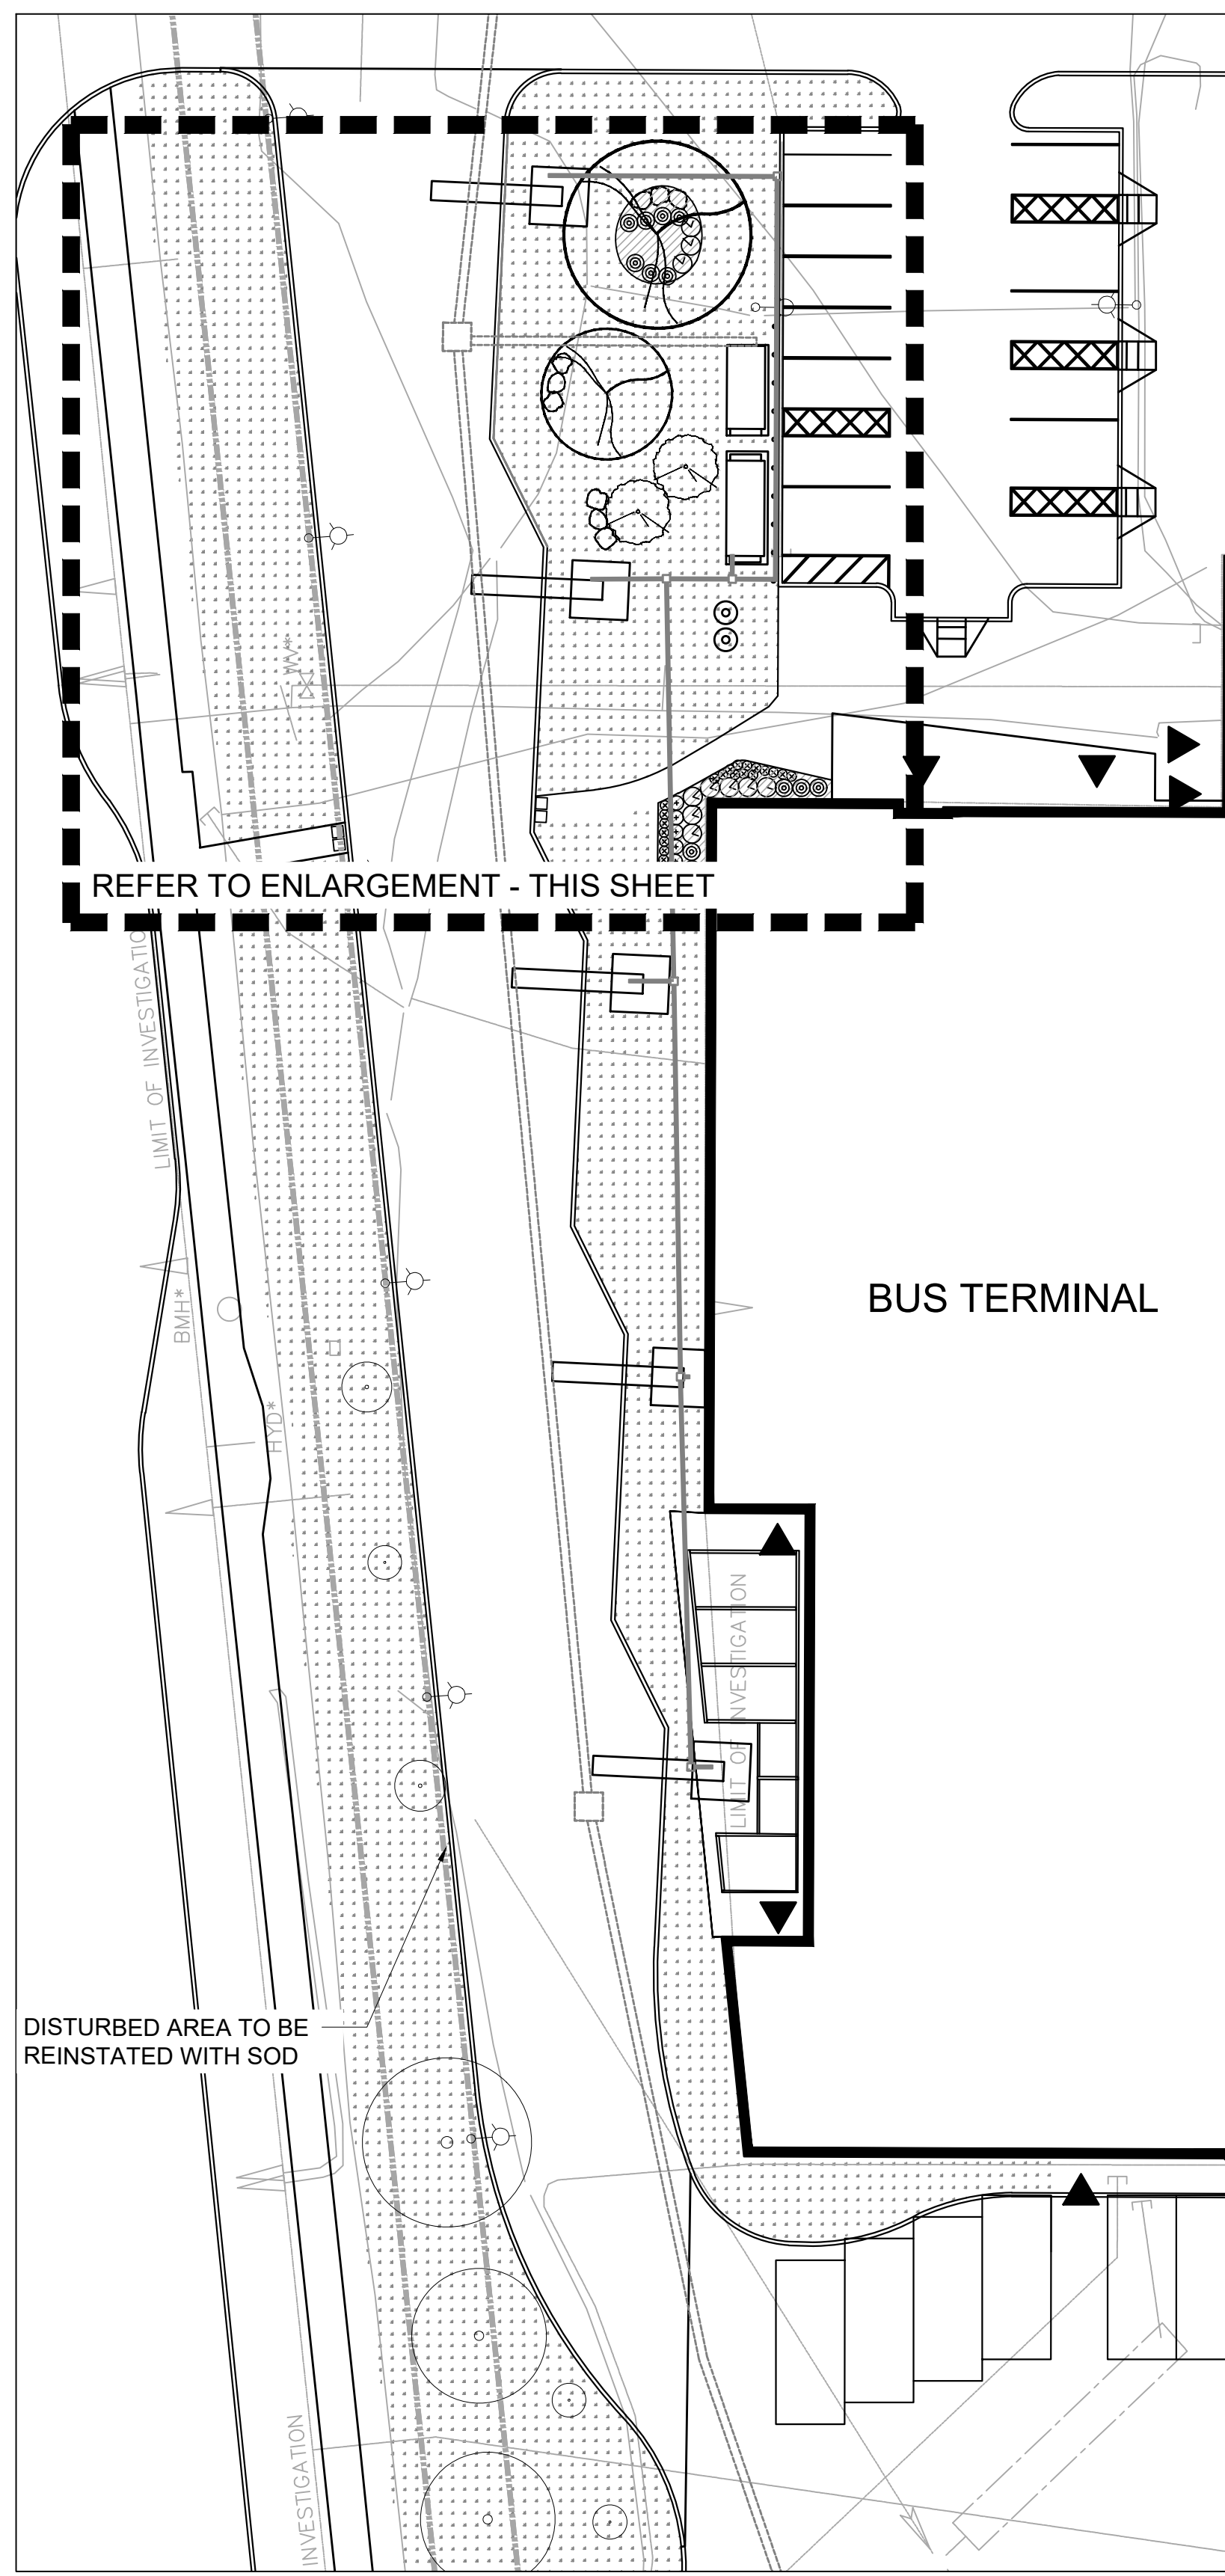 WV*
REFER TO ENLARGEMENT - THIS SHEET
LIMIT OF INVESTIGATION
BMH*
BUS TERMINAL
HYD*
LIMIT OF INVESTIGATION
DISTURBED AREA TO BE
REINSTATED WITH SOD
INVESTIGATION